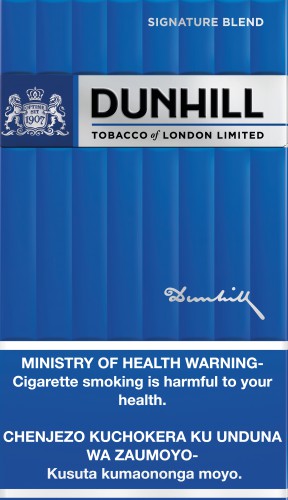 SIGNATURE BLEND
DUNHILL
TOBACCO of LONDON LIMITED
1907
Dunhill
MINISTRY OF HEALTH WARNING-
Cigarette smoking is harmful to your
health.
CHENJEZO KUCHOKERA KU UNDUNA
WA ZAUMOYO-
Kusuta kumaononga moyo.